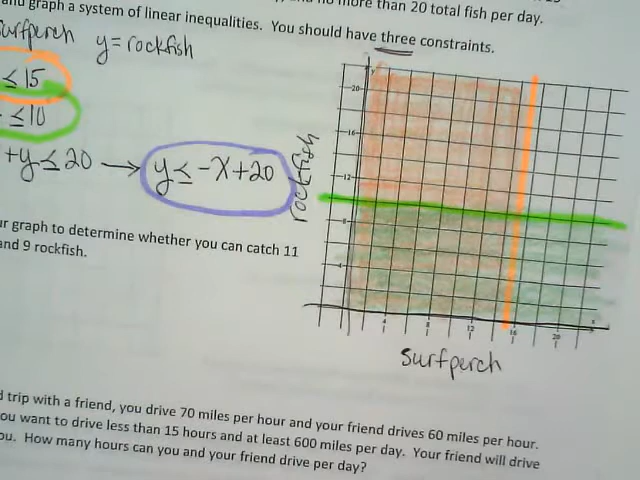 and graph a system of linear inequalities. You should have three constraints.
more than 20 total fish per day.
surfperch y = rockfish
≤ 15
≤ 10
+y ≤ 20 → y ≤ -x+20
rockfish
y
20
16
12
8
4
4 8 12 16 20
x
surfperch
graph to determine whether you can catch 11
and 9 rockfish.
trip with a friend, you drive 70 miles per hour and your friend drives 60 miles per hour.
you want to drive less than 15 hours and at least 600 miles per day. Your friend will drive
you. How many hours can you and your friend drive per day?